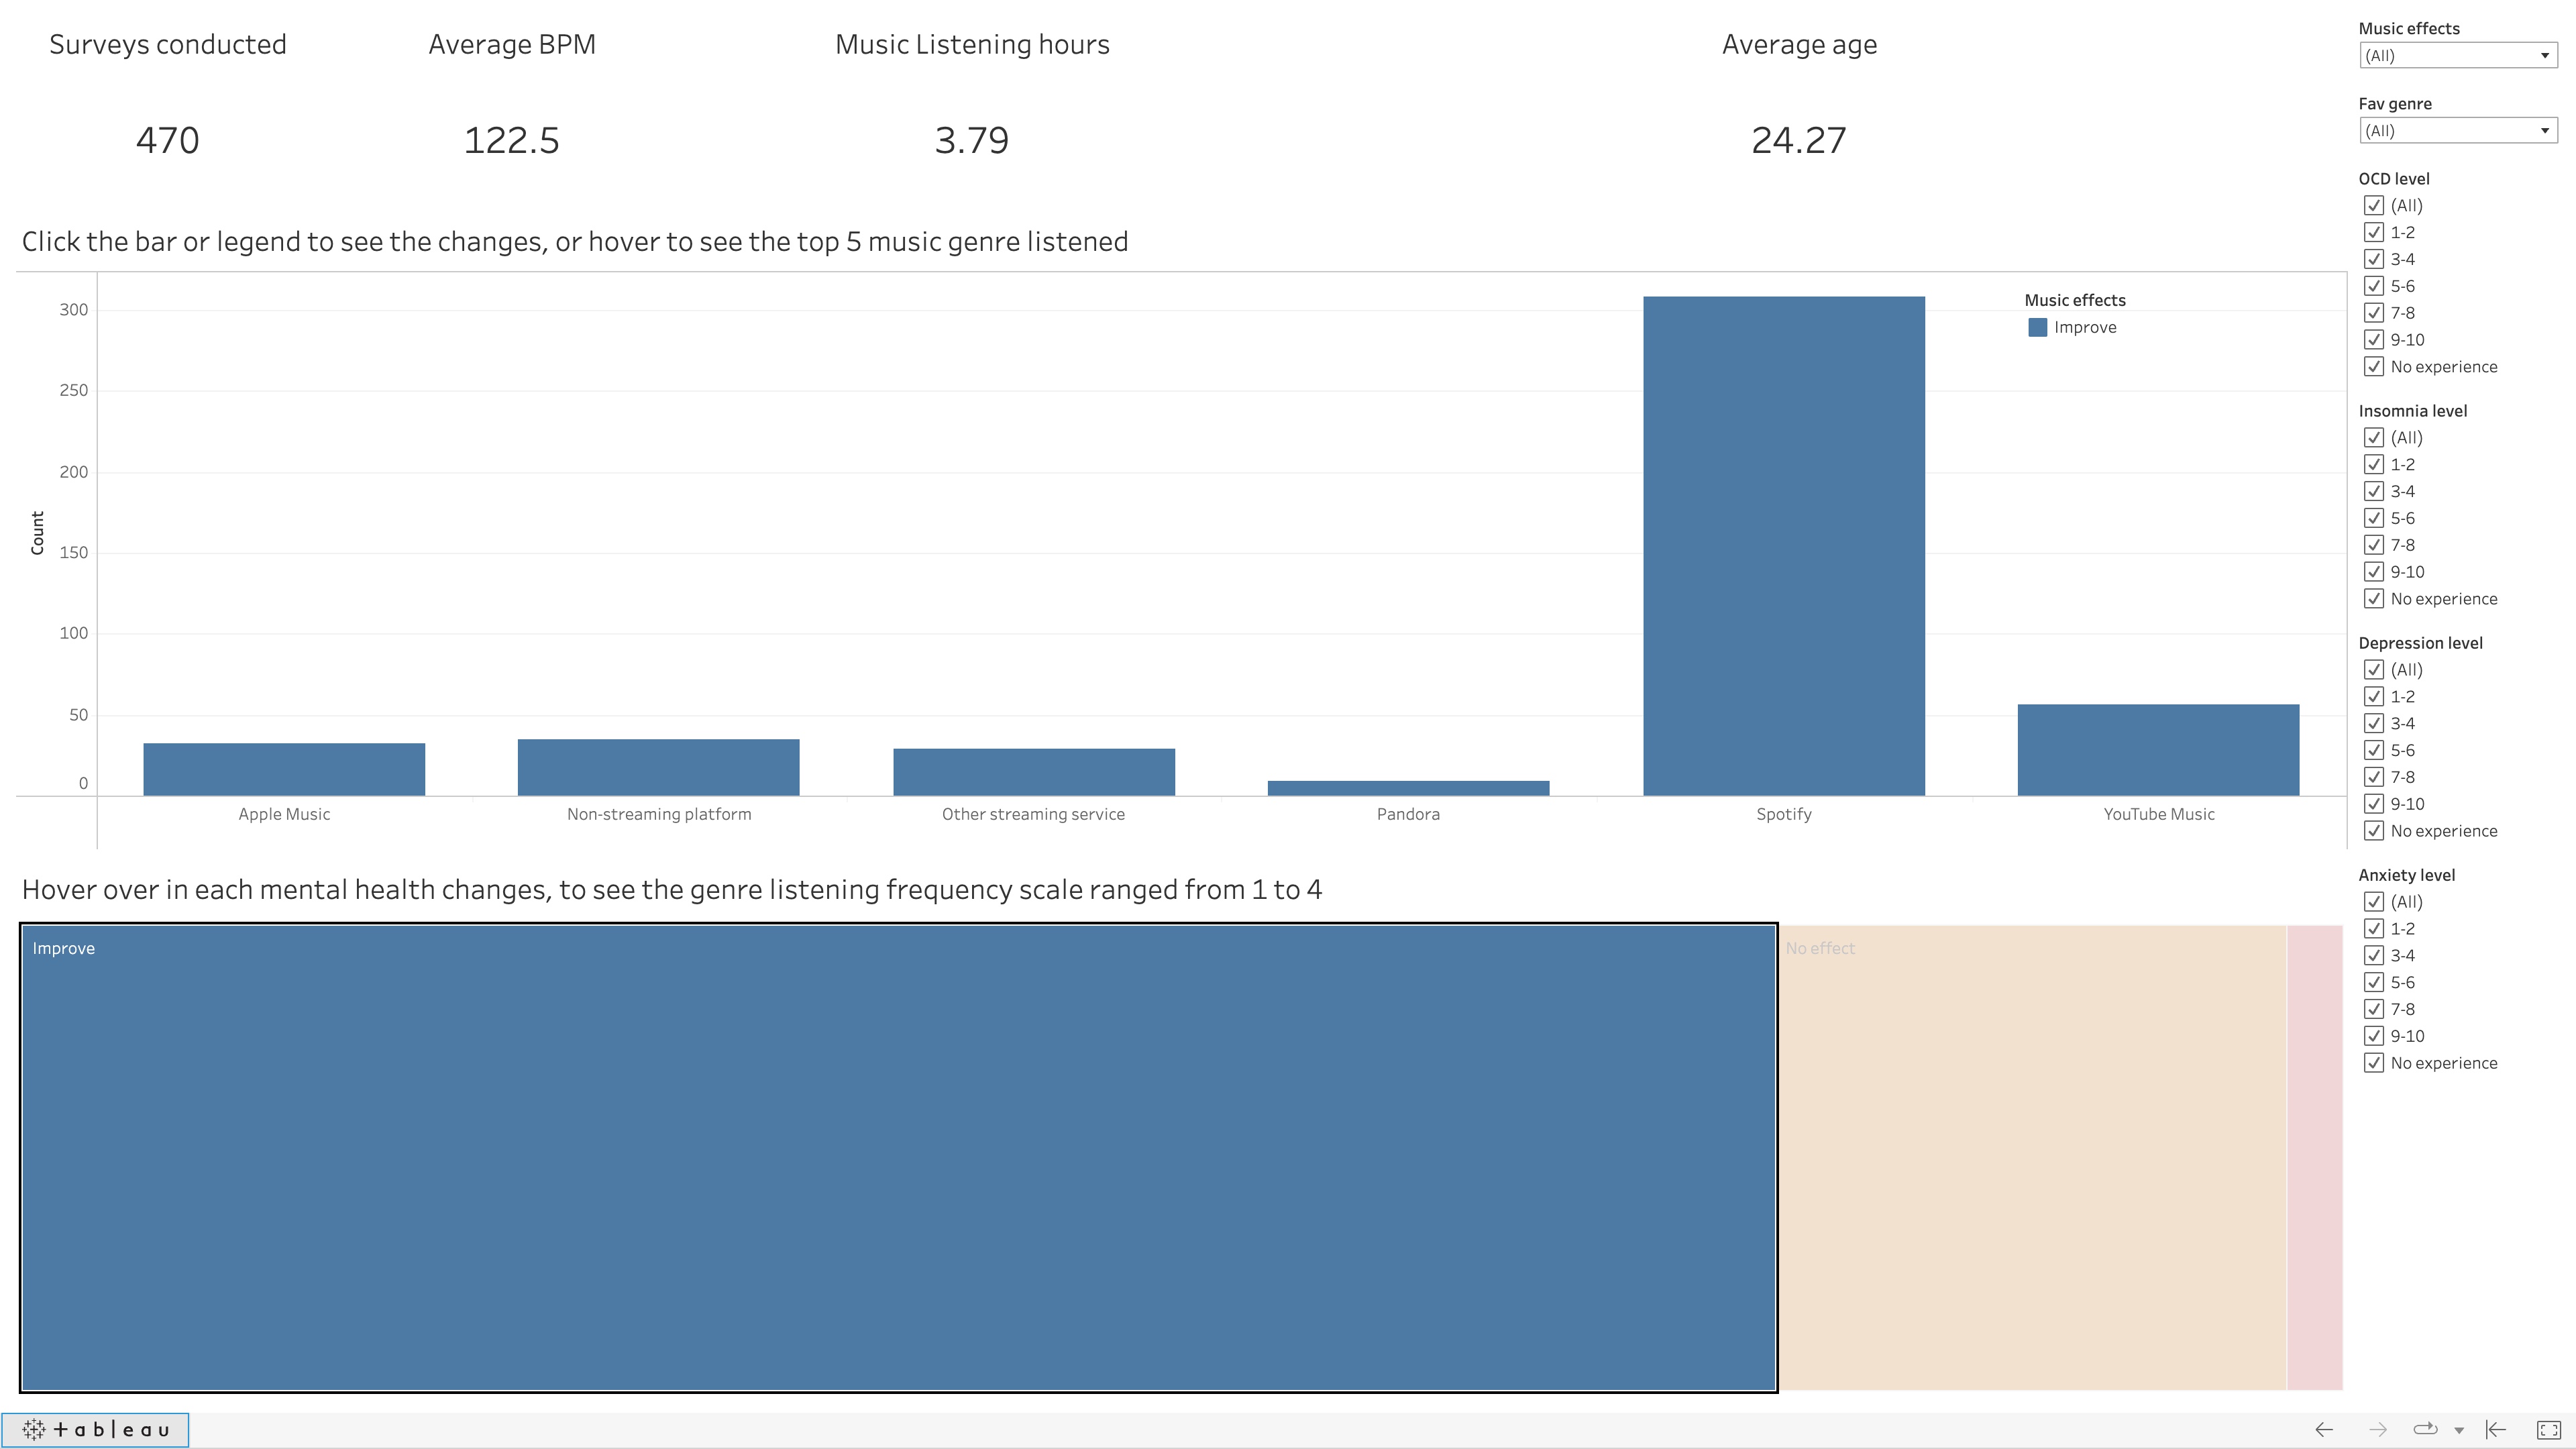 Surveys conducted
Average BPM
Music Listening hours
Average age
470
122.5
3.79
24.27
Click the bar or legend to see the changes, or hover to see the top 5 music genre listened
300
250
200
150
100
50
0
Count
Music effects
Improve
Apple Music
Non-streaming platform
Other streaming service
Pandora
Spotify
YouTube Music
Hover over in each mental health changes, to see the genre listening frequency scale ranged from 1 to 4
Improve
No effect
Music effects
(All)
Fav genre
(All)
OCD level
(All)
1-2
3-4
5-6
7-8
9-10
No experience
Insomnia level
(All)
1-2
3-4
5-6
7-8
9-10
No experience
Depression level
(All)
1-2
3-4
5-6
7-8
9-10
No experience
Anxiety level
(All)
1-2
3-4
5-6
7-8
9-10
No experience
+ableau